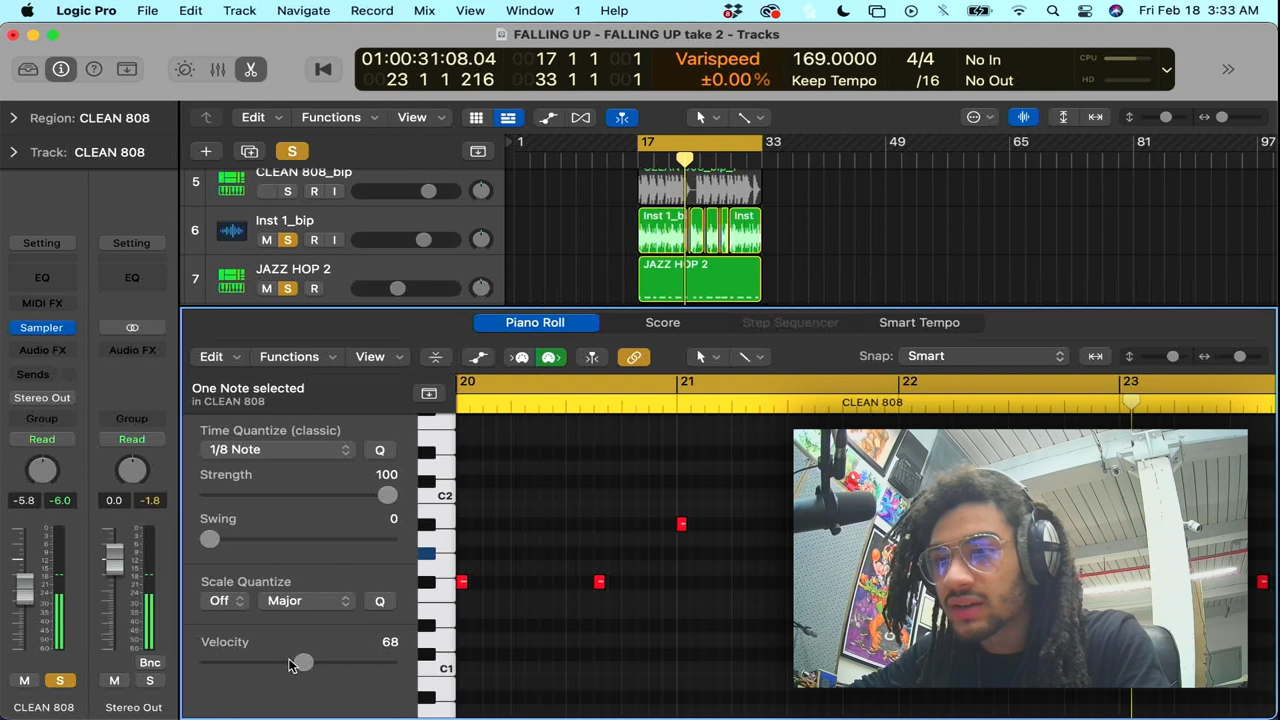 Logic Pro File Edit Track Navigate Record Mix View Window 1 Help Fri Feb 18 3:33 AM
FALLING UP - FALLING UP take 2 - Tracks
01:00:31:08.04 0017 1 1 001 Varispeed 169.0000 4/4 No In CPU
23 1 1 216 0033 1 1 001 ±0.00% Keep Tempo /16 No Out HD
Region: CLEAN 808 Edit Functions View
Track: CLEAN 808 S 1 17 33 49 65 81 97
5 CLEAN 808_bip
S R I
6 Inst 1_bip Inst 1_b Inst
M S R I
7 JAZZ HOP 2 JAZZ HOP 2
M S R
Setting Setting
EQ EQ
MIDI FX
Sampler
Audio FX Audio FX
Sends
Stereo Out
Group Group
Read Read
-5.8 -6.0 0.0 -1.8
Bnc
M S M S
CLEAN 808 Stereo Out
Piano Roll Score Step Sequencer Smart Tempo
Edit Functions View Snap: Smart
One Note selected 20 21 22 23
in CLEAN 808 CLEAN 808
Time Quantize (classic)
1/8 Note Q
Strength 100
Swing 0
Scale Quantize
Off Major Q
Velocity 68
C2
C1